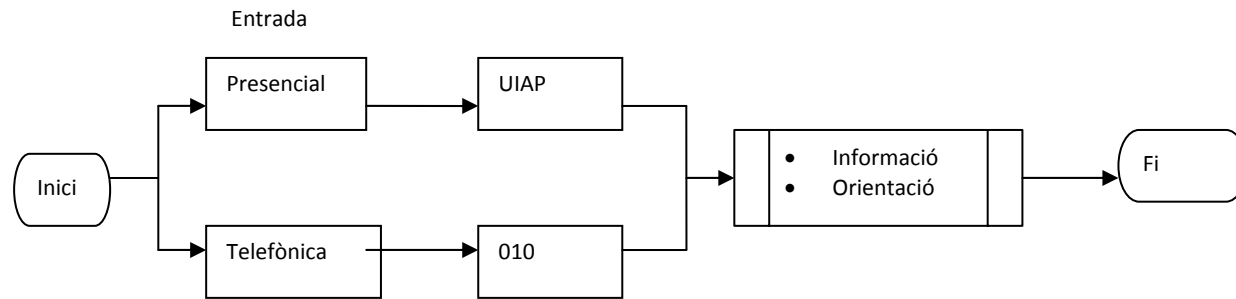 Entrada
Presencial
UIAP
Inici
• Informació
• Orientació
Fi
Telefònica
010